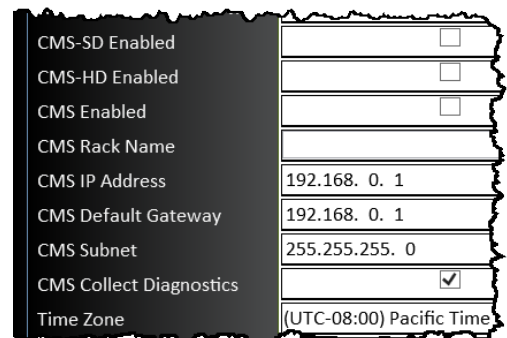 CMS-SD Enabled
CMS-HD Enabled
CMS Enabled
CMS Rack Name
CMS IP Address 192.168. 0. 1
CMS Default Gateway 192.168. 0. 1
CMS Subnet 255.255.255. 0
CMS Collect Diagnostics
Time Zone (UTC-08:00) Pacific Time